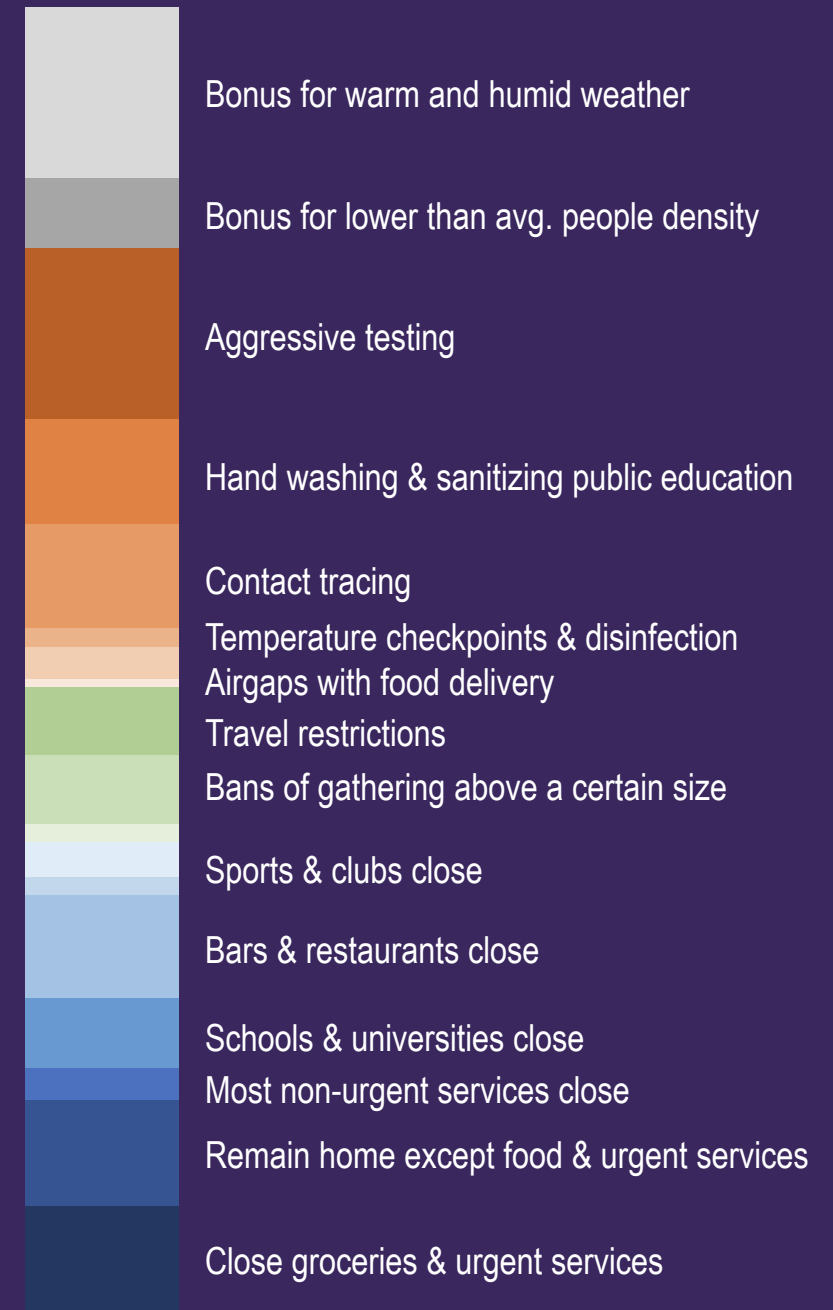 Bonus for warm and humid weather
Bonus for lower than avg. people density
Aggressive testing
Hand washing & sanitizing public education
Contact tracing
Temperature checkpoints & disinfection
Airgaps with food delivery
Travel restrictions
Bans of gathering above a certain size
Sports & clubs close
Bars & restaurants close
Schools & universities close
Most non-urgent services close
Remain home except food & urgent services
Close groceries & urgent services